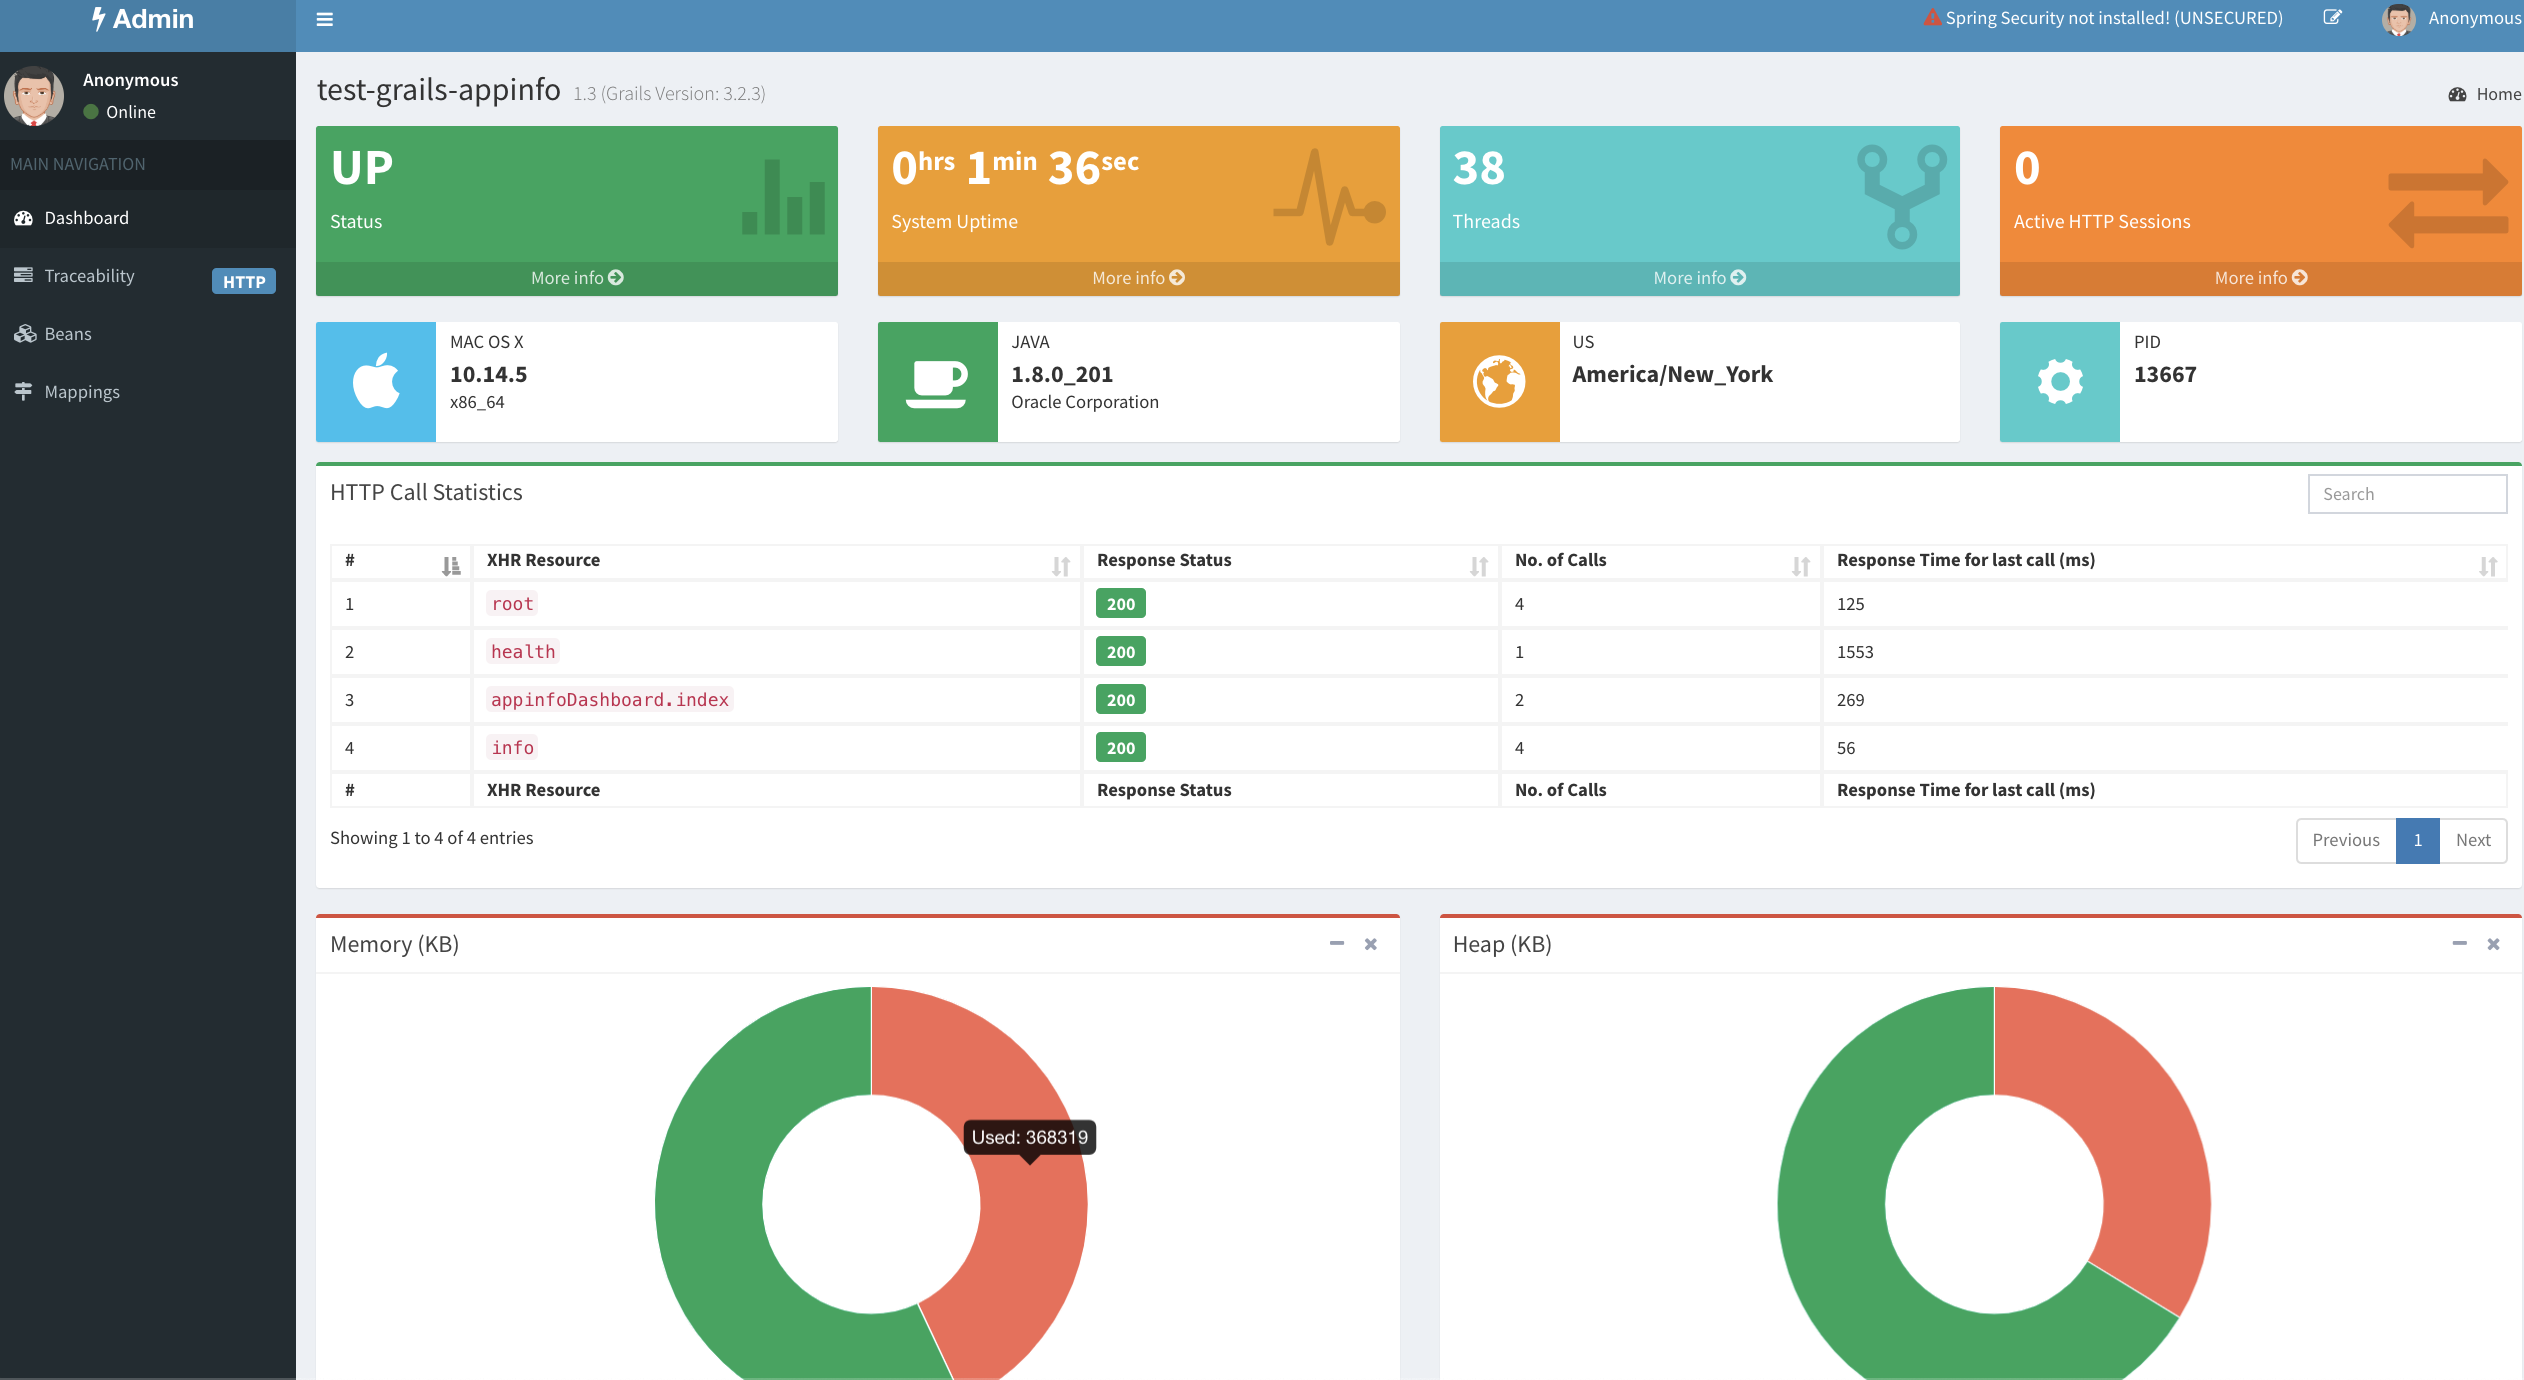 Admin
Spring Security not installed! (UNSECURED)
Anonymous
Anonymous
Online
MAIN NAVIGATION
Dashboard
Traceability HTTP
Beans
Mappings
test-grails-appinfo 1.3 (Grails Version: 3.2.3)
Home
UP
Status
More info
0hrs 1min 36sec
System Uptime
More info
38
Threads
More info
0
Active HTTP Sessions
More info
MAC OS X
10.14.5
x86_64
JAVA
1.8.0_201
Oracle Corporation
US
America/New_York
PID
13667
HTTP Call Statistics
Search
# XHR Resource Response Status No. of Calls Response Time for last call (ms)
1 root 200 4 125
2 health 200 1 1553
3 appinfoDashboard.index 200 2 269
4 info 200 4 56
# XHR Resource Response Status No. of Calls Response Time for last call (ms)
Showing 1 to 4 of 4 entries
Previous 1 Next
Memory (KB)
Used: 368319
Heap (KB)